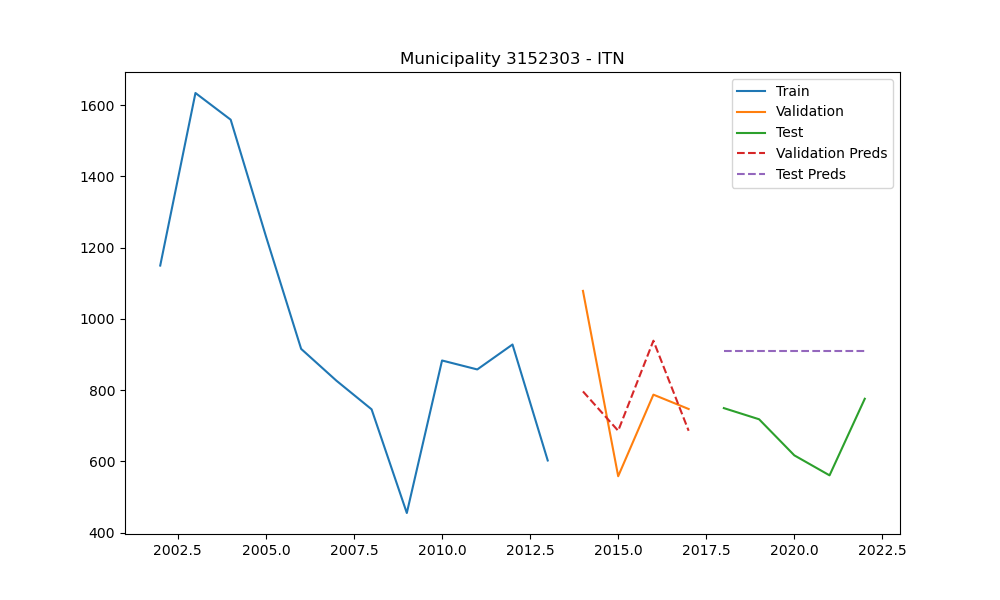 Municipality 3152303 - ITN
1600
1400
1200
1000
800
600
400
2002.5 2005.0 2007.5 2010.0 2012.5 2015.0 2017.5 2020.0 2022.5
Train
Validation
Test
Validation Preds
Test Preds